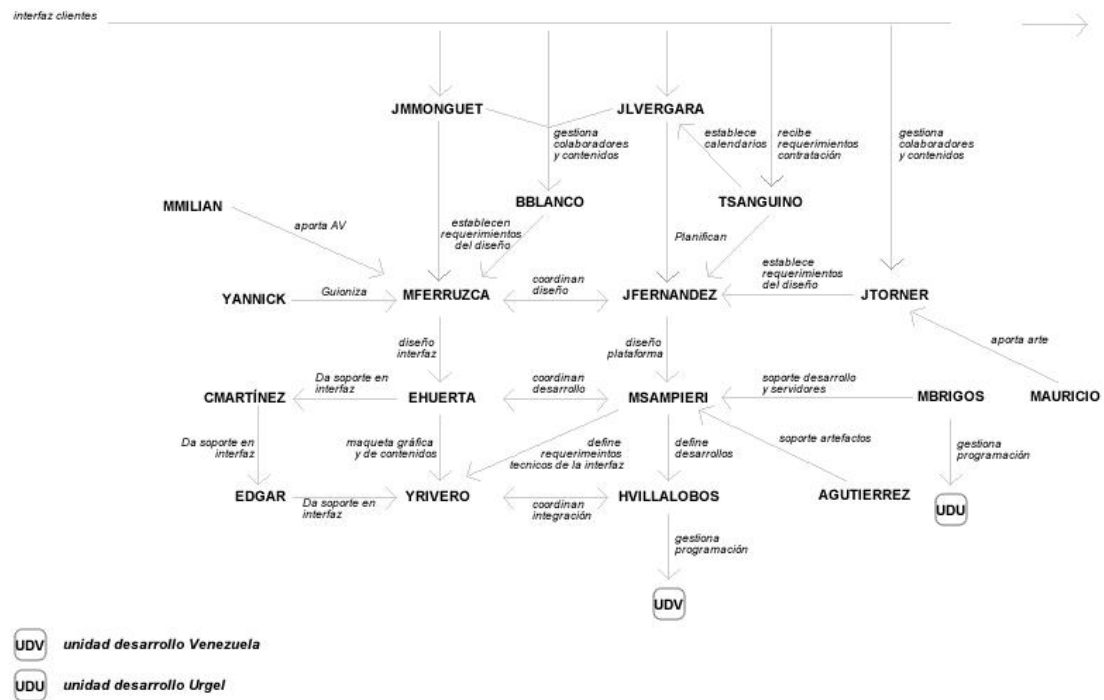 interfaz clientes
JMMONGUET
JLVERGARA
gestiona
colaboradores
y contenidos
establece
calendarios
recibe
requerimientos
contratación
gestiona
colaboradores
y contenidos
MMILIAN
BBLANCO
TSANGUINO
aporta AV
establecen
requerimientos
del diseño
Planifican
establece
requerimientos
del diseño
YANNICK
Guioniza
MFERRUZCA
coordinan
diseño
JFERNANDEZ
JTORNER
diseño
interfaz
diseño
plataforma
aporta arte
CMARTÍNEZ
Da soporte en
interfaz
EHUERTA
coordinan
desarrollo
MSAMPIERI
soporte desarrollo
y servidores
MBRIGOS
MAURICIO
Da soporte en
interfaz
maqueta gráfica
y de contenidos
define
requerimeintos
tecnicos de la interfaz
define
desarrollos
soporte artefactos
gestiona
programación
EDGAR
Da soporte en
interfaz
YRIVERO
coordinan
integración
HVILLALOBOS
AGUTIERREZ
UDU
gestiona
programación
UDV
UDV unidad desarrollo Venezuela
UDU unidad desarrollo Urgel